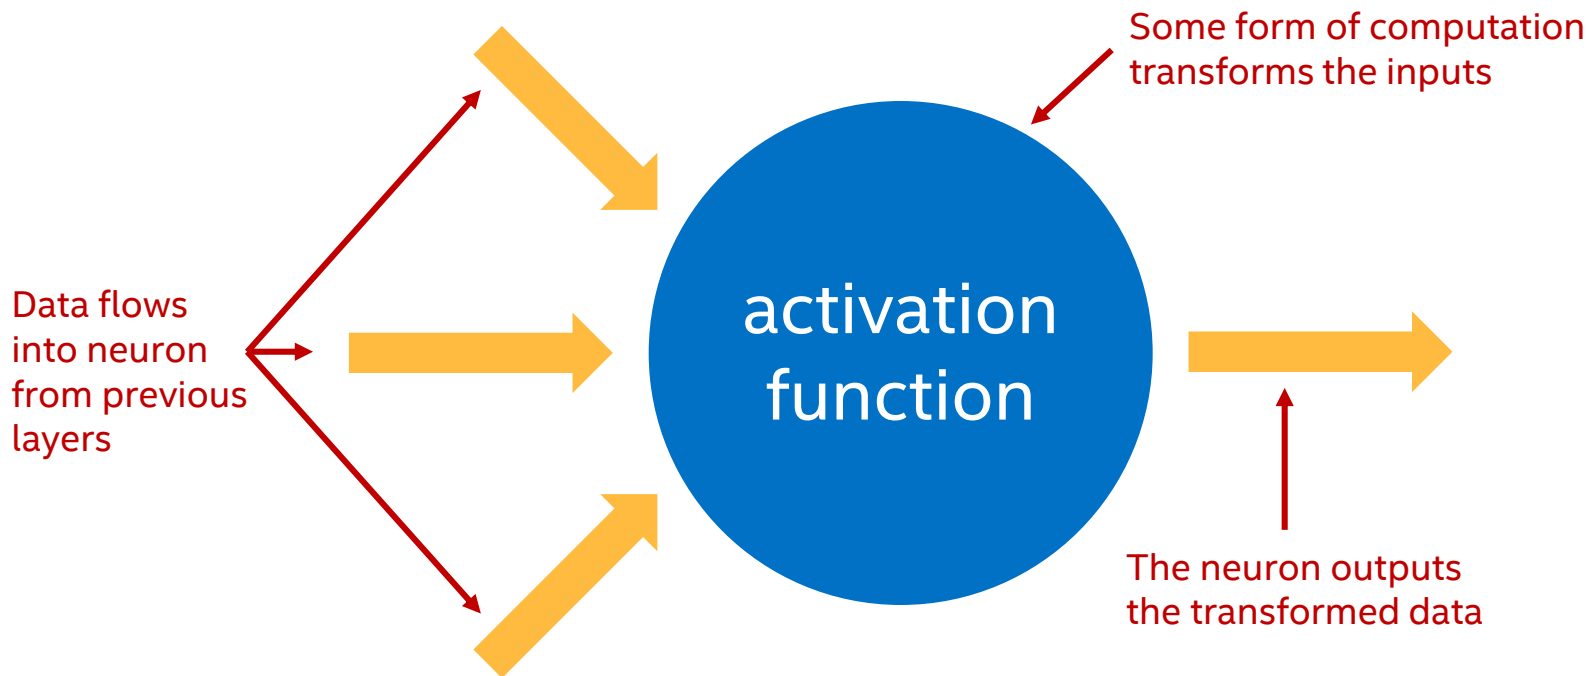 Some form of computation
transforms the inputs
Data flows
into neuron
from previous
layers
activation
function
The neuron outputs
the transformed data